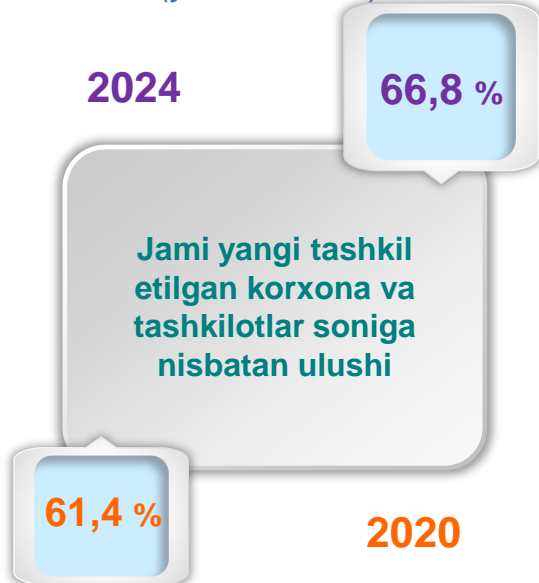 2024
66,8 %
Jami yangi tashkil
etilgan korxona va
tashkilotlar soniga
nisbatan ulushi
61,4 %
2020